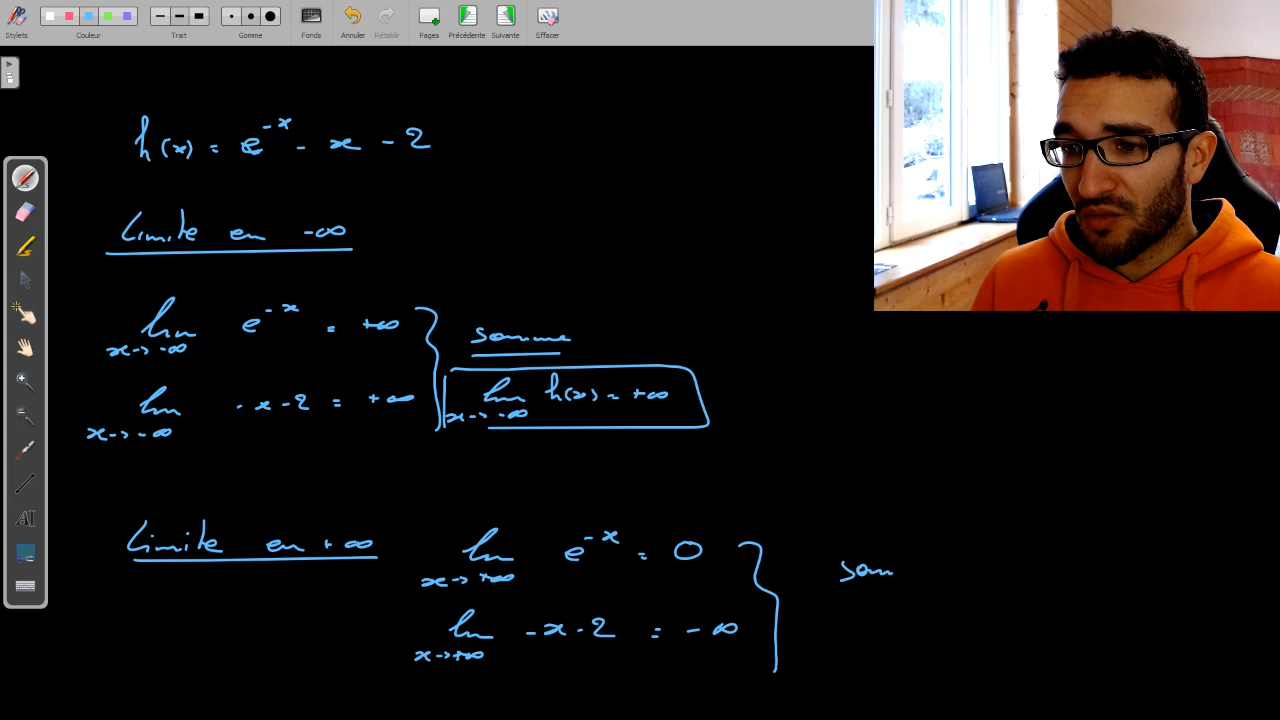 Stylets Couleur Trait Gomme Fonds Annuler Rétablir Pages Précédente Suivante Effacer
h(x) = e^{-x} - x - 2
Limite en -∞
lim e^{-x} = +∞
x→-∞
somme
lim -x-2 = +∞
x→-∞
lim h(x) = +∞
x→-∞
Limite en +∞
lim e^{-x} = 0
x→+∞
som
lim -x-2 = -∞
x→+∞
AI